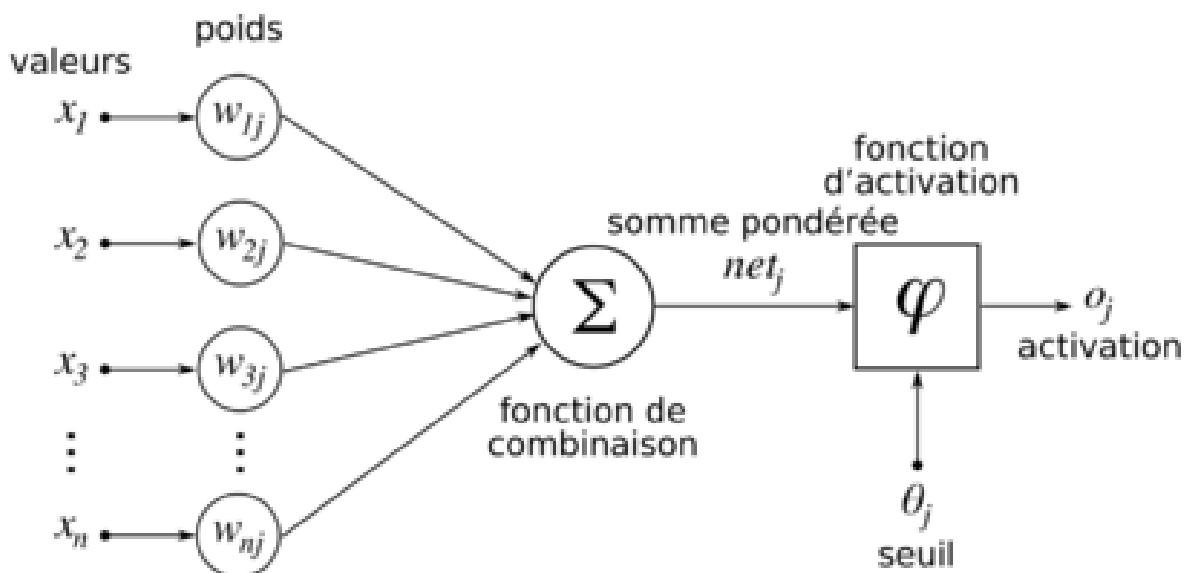 poids
valeurs
x₁
w₁ⱼ
x₂
w₂ⱼ
x₃
w₃ⱼ
⋮ ⋮
xₙ
wₙⱼ
Σ
fonction de
combinaison
somme pondérée
netⱼ
fonction
d'activation
φ
oⱼ
activation
θⱼ
seuil